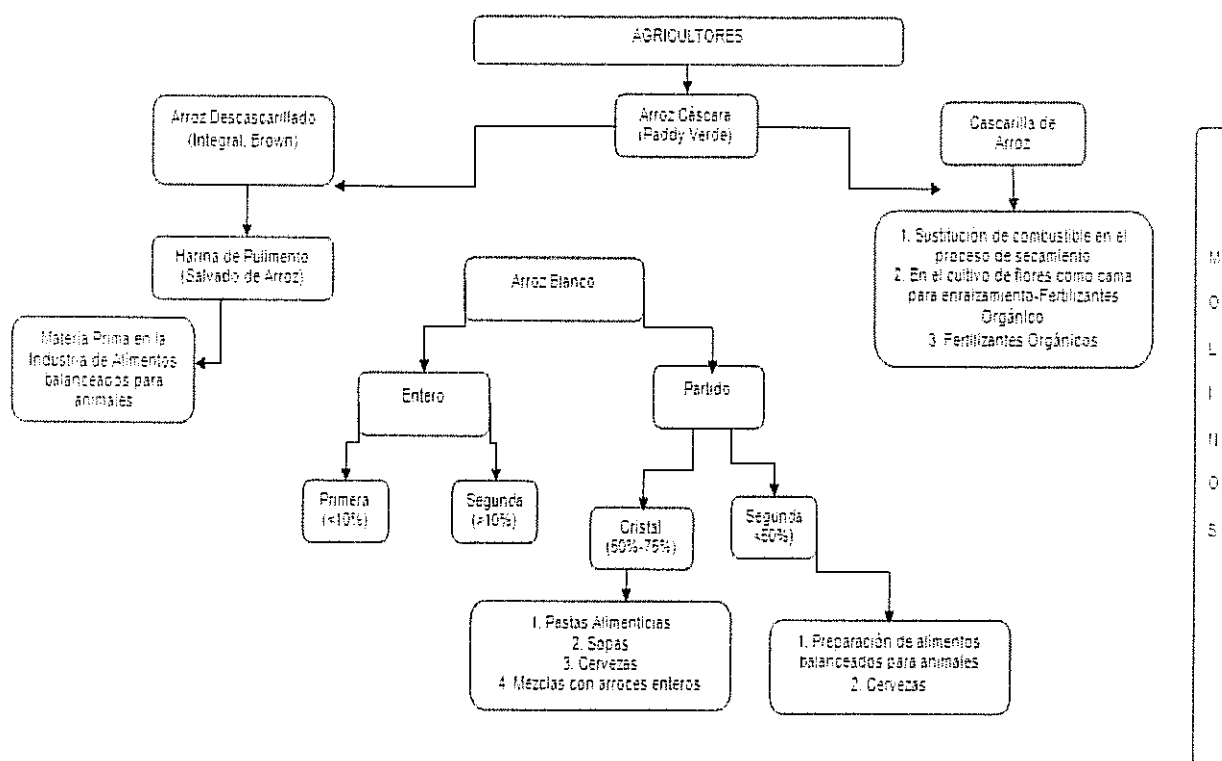 AGRICULTORES
Arroz Descascarillado
(Integral, Brown)
Arroz Cáscara
(Paddy Verde)
Cascarilla de
Arroz
Harina de Pulimento
(Salvado de Arroz)
Arroz Blanco
1. Sustitución de combustible en el
proceso de secamiento
2. En el cultivo de flores como cama
para enraizamiento-Fertilizantes
Orgánico
3. Fertilizantes Orgánicos
Materia Prima en la
Industria de Alimentos
balanceados para
animales
Entero
Partido
Primera
(<10%)
Segunda
(>10%)
Cristal
(50%-75%)
Segunda
<50%)
1. Pastas Alimenticias
2. Sopas
3. Cervezas
4. Mezclas con arroces enteros
1. Preparación de alimentos
balanceados para animales
2. Cervezas
M
O
L
I
N
O
S